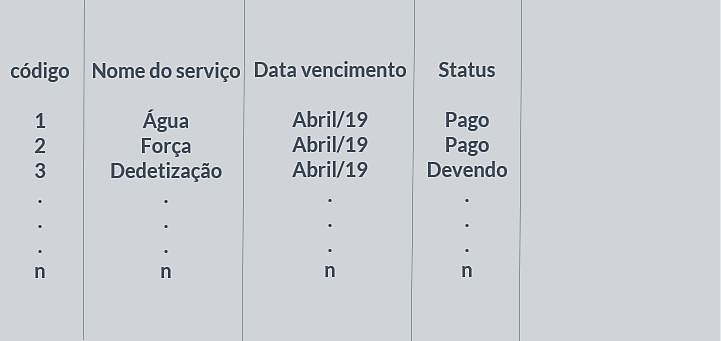 código Nome do serviço Data vencimento Status
1 Água Abril/19 Pago
2 Força Abril/19 Pago
3 Dedetização Abril/19 Devendo
. . . .
. . . .
. . . .
n n n n